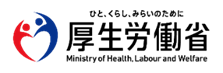 ひと、くらし、みらいのために
厚生労働省
Ministry of Health, Labour and Welfare